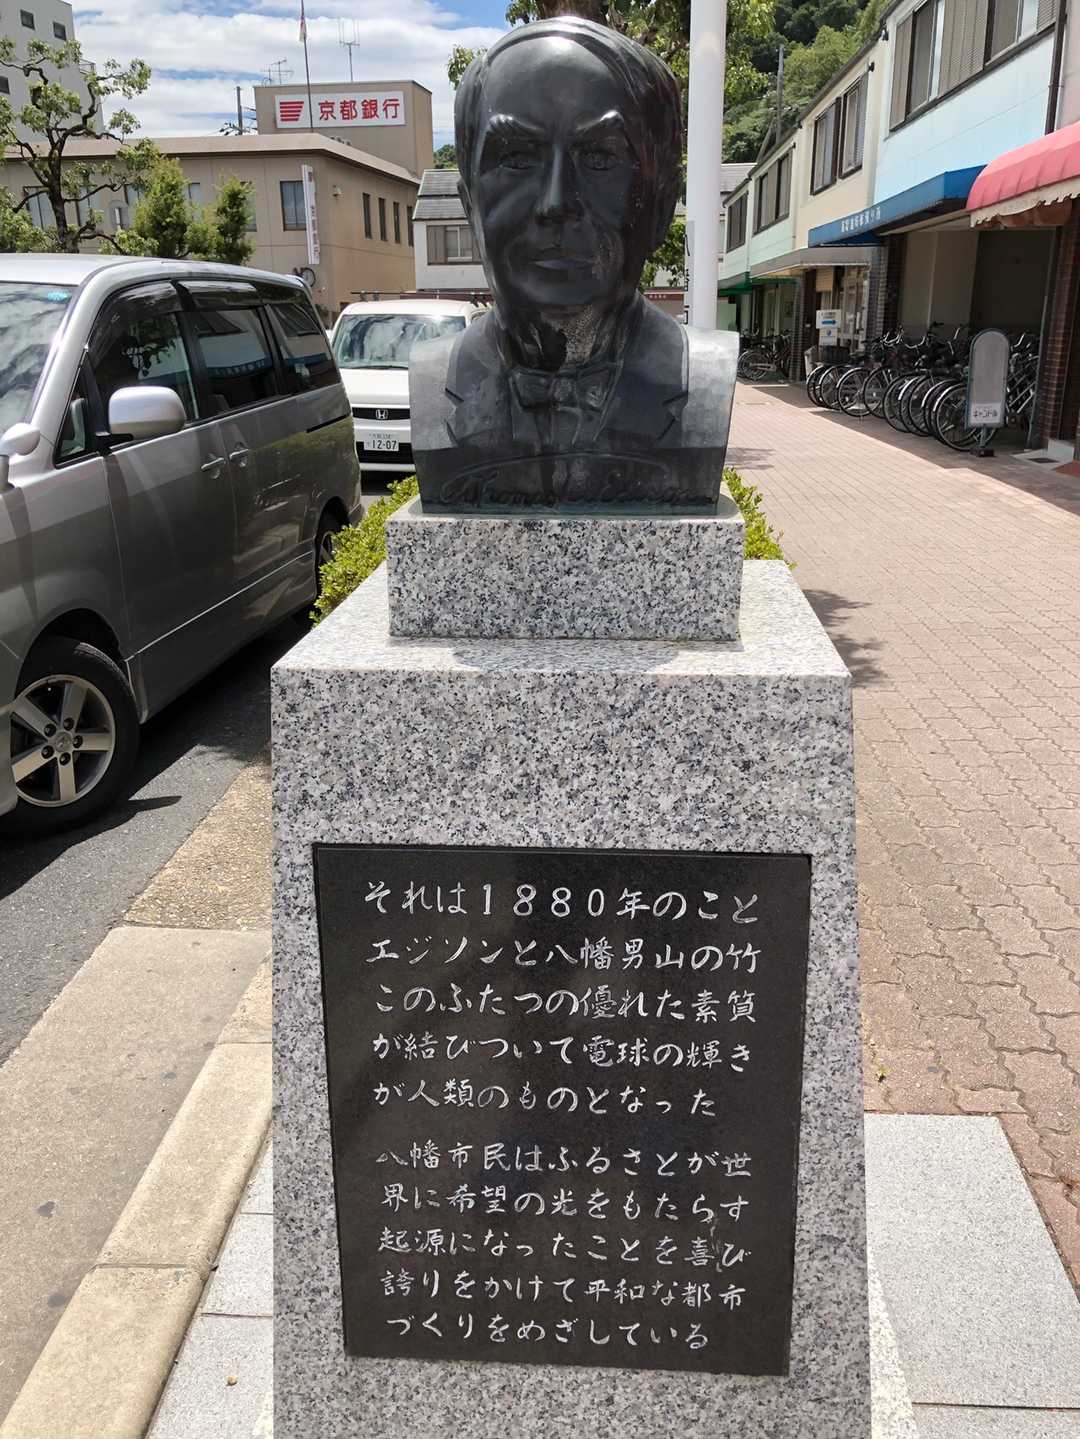 京都銀行
12-07
Thomas a Edison
それは1880年のこと
エジソンと八幡男山の竹
このふたつの優れた素質
が結びついて電球の輝き
が人類のものとなった
八幡市民はふるさとが世
界に希望の光をもたらす
起源になったことを喜び
誇りをかけて平和な都市
づくりをめざしている